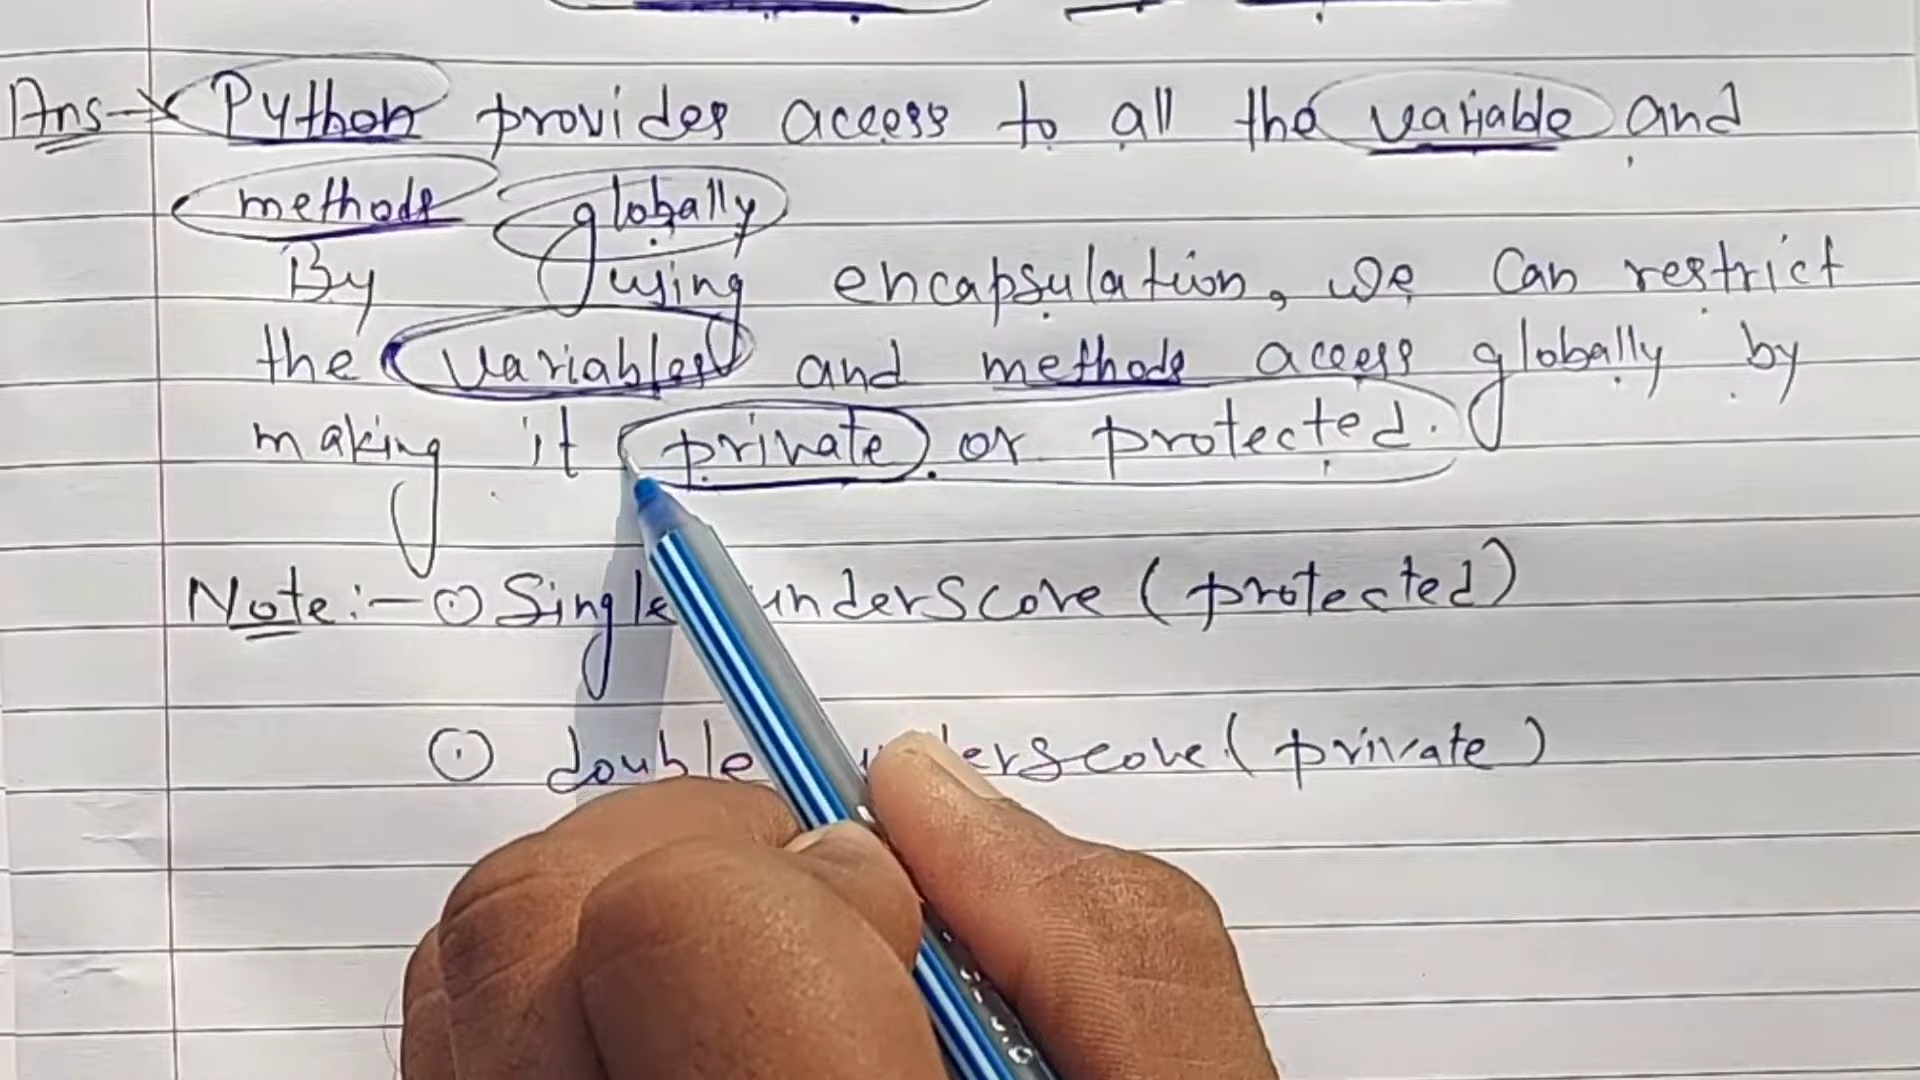 Ans→ Python provides access to all the variable and
methods globally
By using encapsulation, we can restrict
the variables and methods access globally by
making it private or protected.
Note:- ⊙ Single underscore (protected)
⊙ double underscore (private)